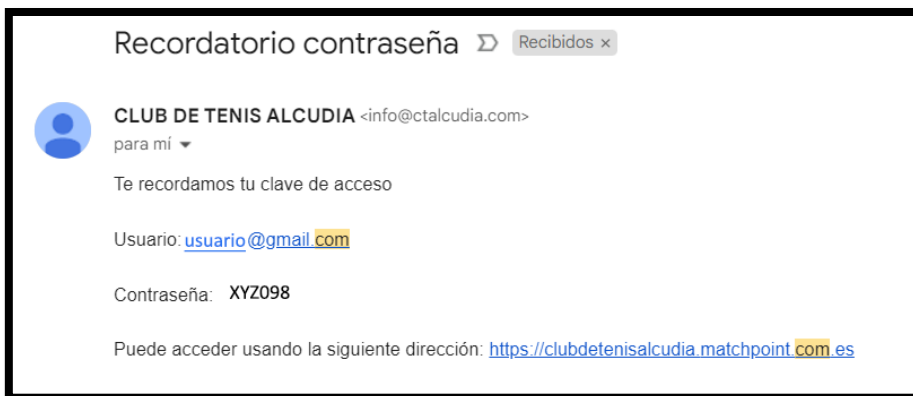 Recordatorio contraseña Recibidos ×
CLUB DE TENIS ALCUDIA <info@ctalcudia.com>
para mí
Te recordamos tu clave de acceso
Usuario: usuario@gmail.com
Contraseña: XYZ098
Puede acceder usando la siguiente dirección: https://clubdetenisalcudia.matchpoint.com.es